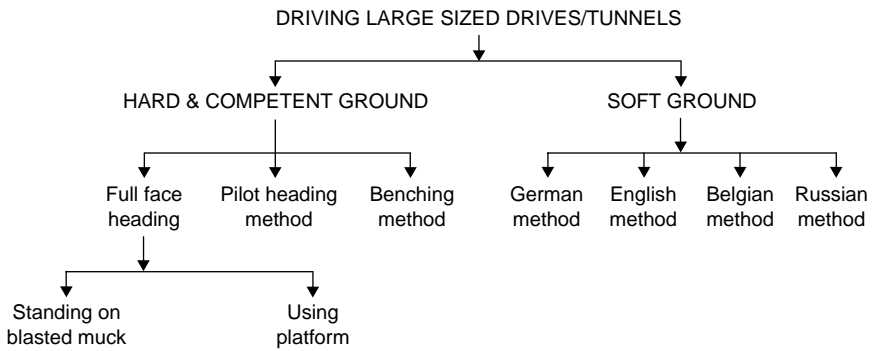 DRIVING LARGE SIZED DRIVES/TUNNELS
HARD & COMPETENT GROUND
SOFT GROUND
Full face
heading
Pilot heading
method
Benching
method
German
method
English
method
Belgian
method
Russian
method
Standing on
blasted muck
Using
platform